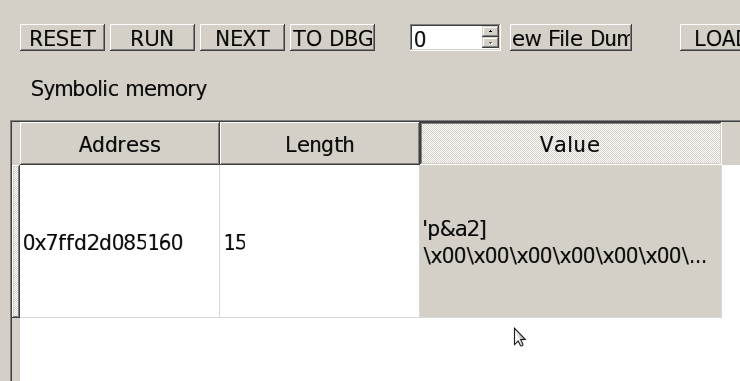 RESET RUN NEXT TO DBG 0 ew File Dum LOAD
Symbolic memory
Address Length Value
0x7ffd2d085160 15 'p&a2]
\x00\x00\x00\x00\x00\x00\...